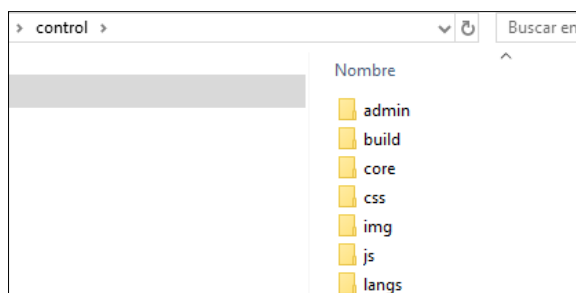 control
Buscar en
Nombre
admin
build
core
css
img
js
langs